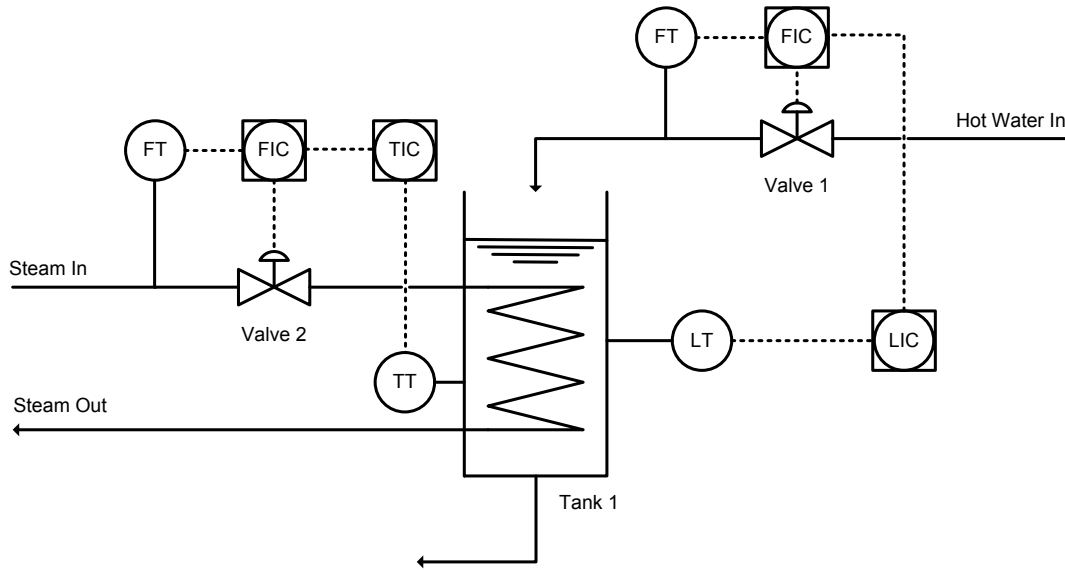 FT
FIC
Hot Water In
Valve 1
FT
FIC
TIC
Steam In
Valve 2
LT
LIC
TT
Steam Out
Tank 1